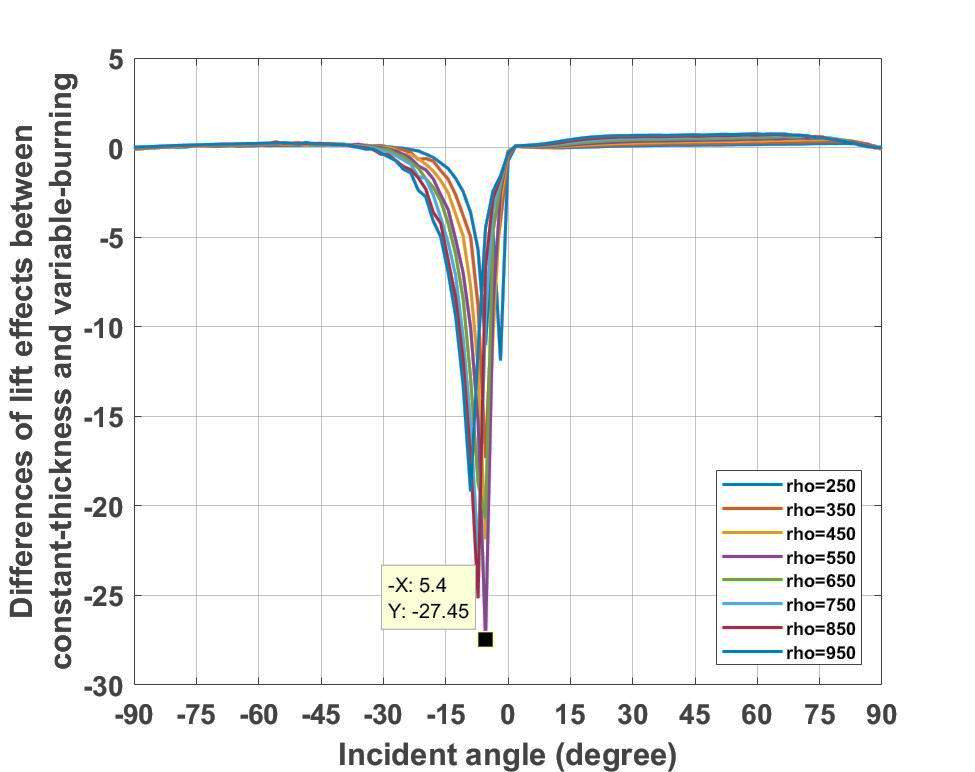 Differences of lift effects between
constant-thickness and variable-burning
5
0
-5
-10
-15
-20
-25
-30
-X: 5.4
Y: -27.45
rho=250
rho=350
rho=450
rho=550
rho=650
rho=750
rho=850
rho=950
-90 -75 -60 -45 -30 -15 0 15 30 45 60 75 90
Incident angle (degree)